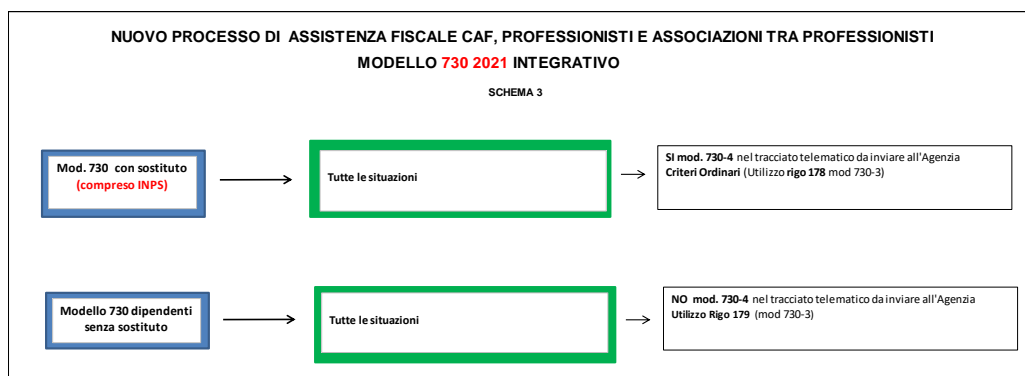 NUOVO PROCESSO DI ASSISTENZA FISCALE CAF, PROFESSIONISTI E ASSOCIAZIONI TRA PROFESSIONISTI
MODELLO 730 2021 INTEGRATIVO
SCHEMA 3
Mod. 730 con sostituto
(compreso INPS)
Tutte le situazioni
SI mod. 730-4 nel tracciato telematico da inviare all'Agenzia
Criteri Ordinari (Utilizzo rigo 178 mod 730-3)
Modello 730 dipendenti
senza sostituto
Tutte le situazioni
NO mod. 730-4 nel tracciato telematico da inviare all'Agenzia
Utilizzo Rigo 179 (mod 730-3)